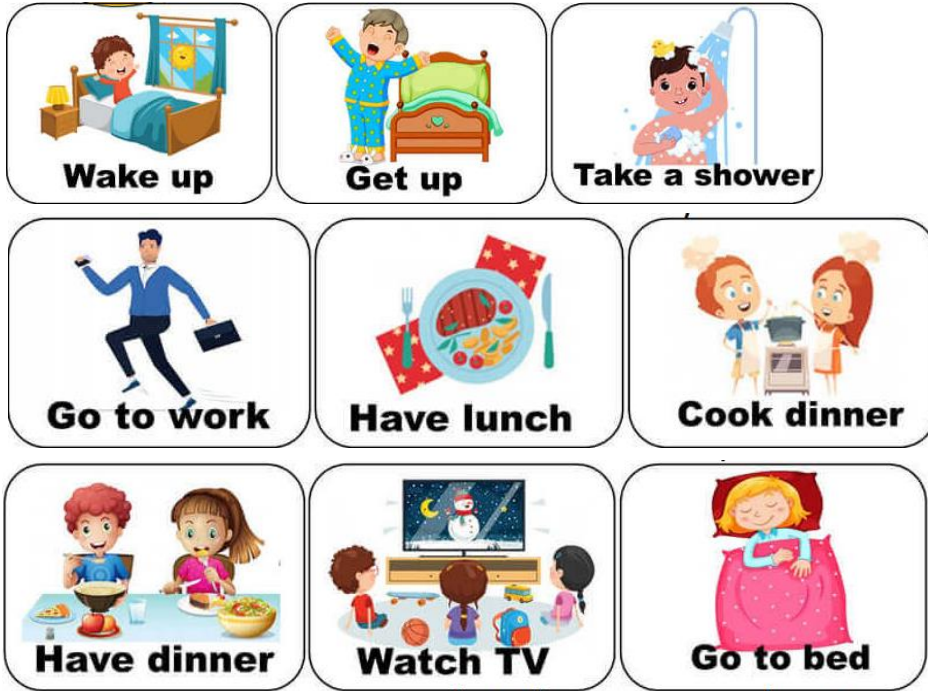 Wake up
Get up
Take a shower
Go to work
Have lunch
Cook dinner
Have dinner
Watch TV
Go to bed